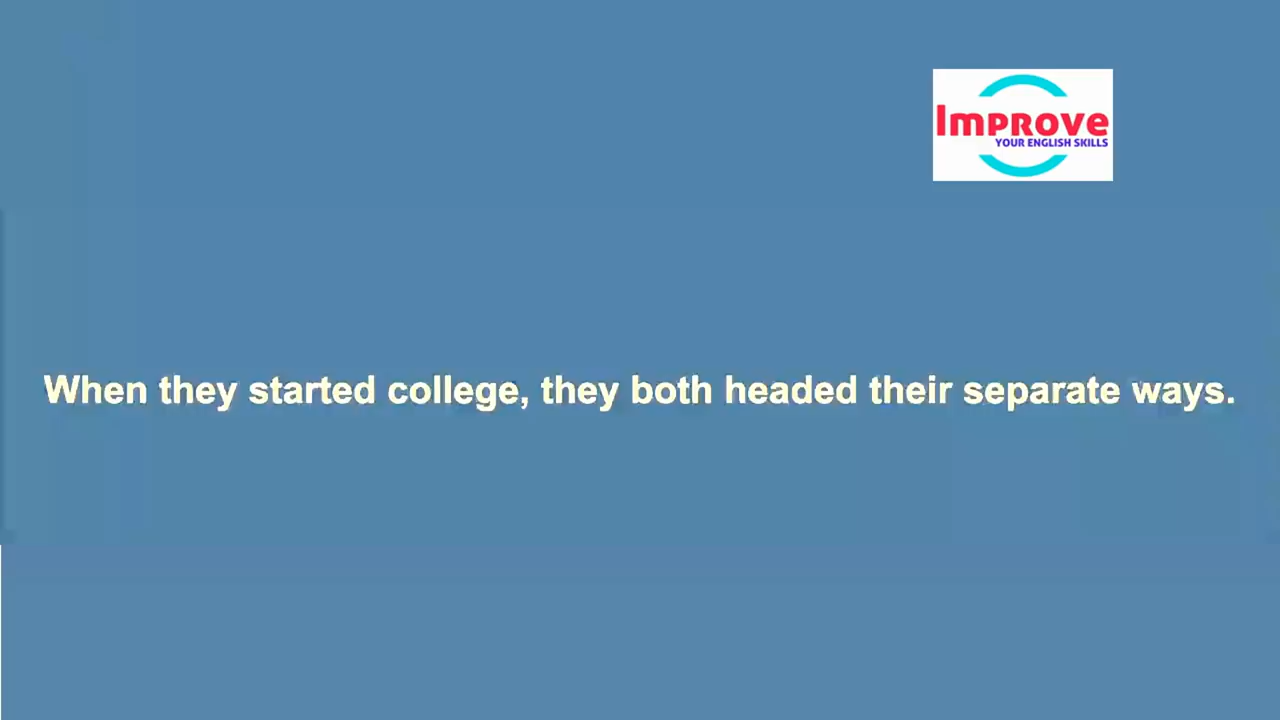 Improve
YOUR ENGLISH SKILLS
When they started college, they both headed their separate ways.